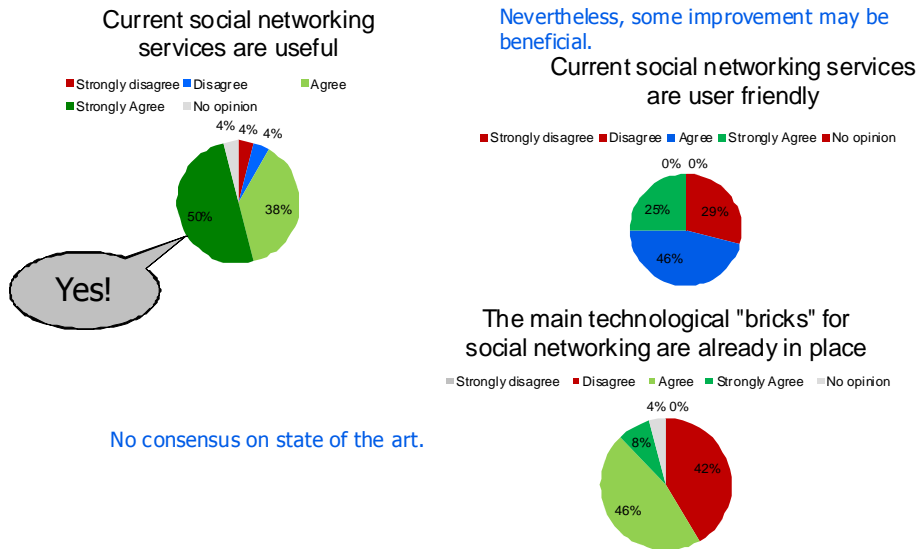 Current social networking
services are useful
Strongly disagree Disagree Agree
Strongly Agree No opinion
4% 4% 4%
38%
50%
Yes!
Nevertheless, some improvement may be
beneficial.
Current social networking services
are user friendly
Strongly disagree Disagree Agree Strongly Agree No opinion
0% 0%
25% 29%
46%
The main technological "bricks" for
social networking are already in place
Strongly disagree Disagree Agree Strongly Agree No opinion
4% 0%
8%
42%
46%
No consensus on state of the art.